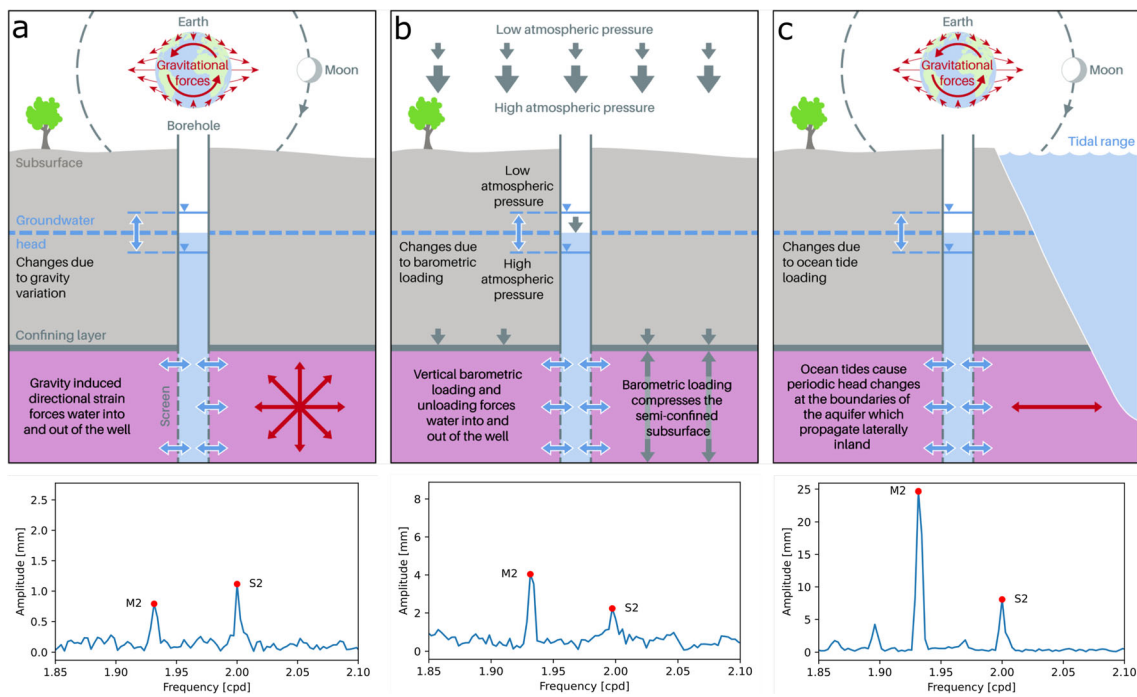 a
Earth
Gravitational
forces
Moon
Borehole
Subsurface
Groundwater
head
Changes due
to gravity
variation
Confining layer
Gravity induced
directional strain
forces water into
and out of the well
Screen
b
Low atmospheric pressure
High atmospheric pressure
Low
atmospheric
pressure
Changes due
to barometric
loading
High
atmospheric
pressure
Vertical barometric
loading and
unloading forces
water into and
out of the well
Barometric loading
compresses the
semi-confined
subsurface
c
Earth
Gravitational
forces
Moon
Tidal range
Changes due
to ocean tide
loading
Ocean tides cause
periodic head changes
at the boundaries of
the aquifer which
propagate laterally
inland
Amplitude [mm]
2.5
2.0
1.5
1.0
0.5
0.0
M2
S2
1.85
1.90
1.95
2.00
2.05
2.10
Frequency [cpd]
Amplitude [mm]
8
6
4
2
0
M2
S2
1.85
1.90
1.95
2.00
2.05
2.10
Frequency [cpd]
Amplitude [mm]
25
20
15
10
5
0
M2
S2
1.85
1.90
1.95
2.00
2.05
2.10
Frequency [cpd]